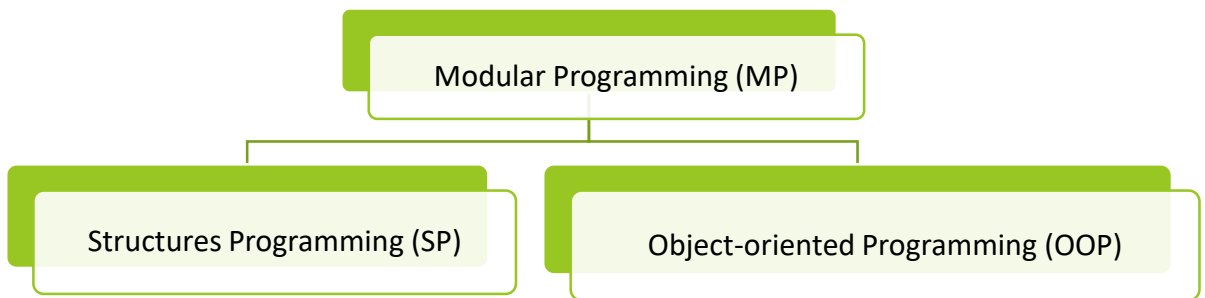 Modular Programming (MP)
Structures Programming (SP)
Object-oriented Programming (OOP)